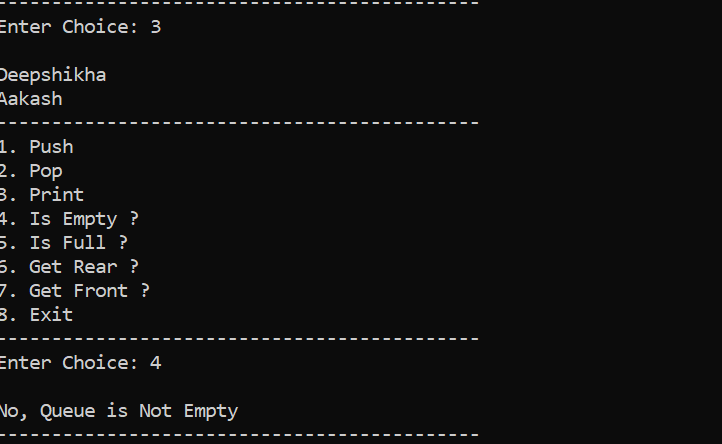 --------------------------------------------
Enter Choice: 3
Deepshikha
Aakash
--------------------------------------------
1. Push
2. Pop
3. Print
4. Is Empty ?
5. Is Full ?
6. Get Rear ?
7. Get Front ?
8. Exit
--------------------------------------------
Enter Choice: 4
No, Queue is Not Empty
--------------------------------------------